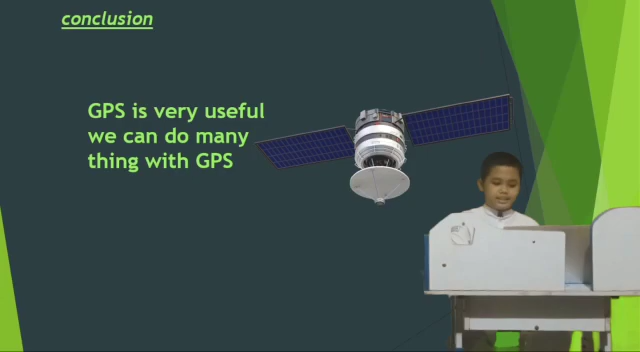 conclusion
GPS is very useful
we can do many
thing with GPS